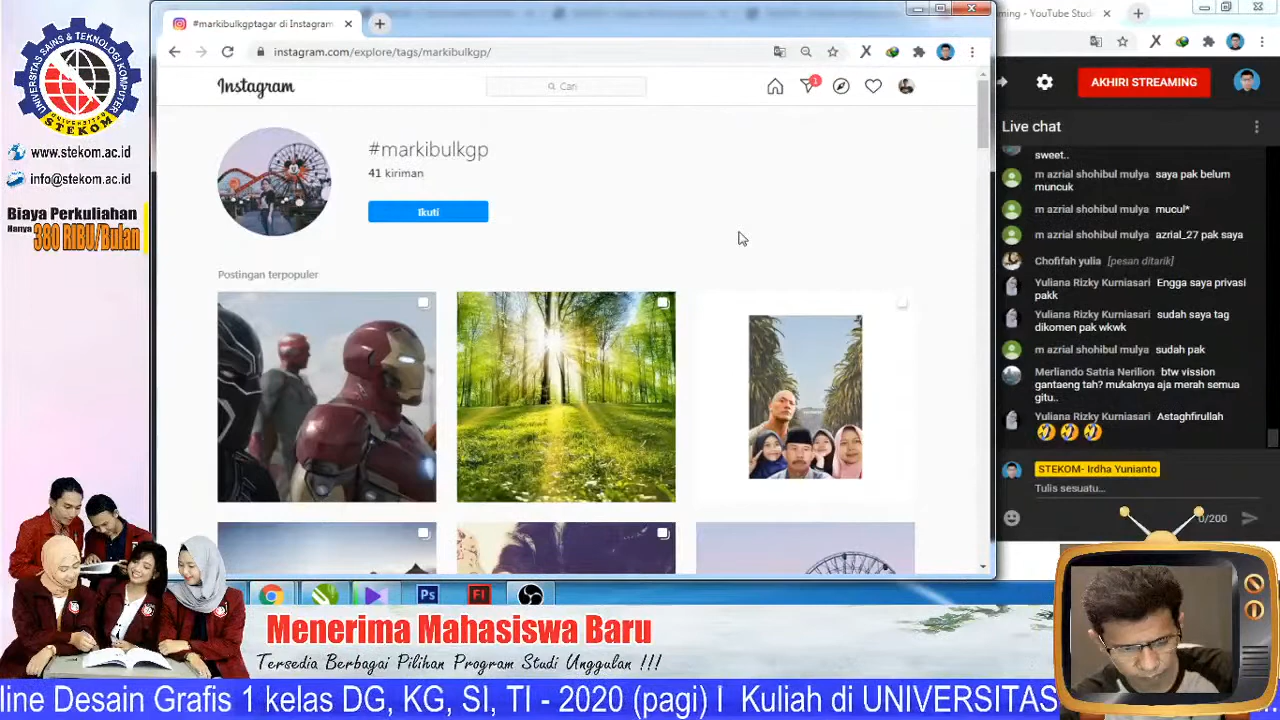 UNIVERSITAS SAINS & TEKNOLOGI KOMPUTER
UNIVERSITAS
STEKOM
www.stekom.ac.id
info@stekom.ac.id
Biaya Perkuliahan
Hanya 380 RIBU/Bulan
#markibulkgptagar di Instagram
instagram.com/explore/tags/markibulkgp/
Instagram
Cari
1
#markibulkgp
41 kiriman
Ikuti
Postingan terpopuler
YouTube Stud
AKHIRI STREAMING
Live chat
sweet..
m azrial shohibul mulya saya pak belum
muncuk
m azrial shohibul mulya mucul*
m azrial shohibul mulya azrial_27 pak saya
Chofifah yulia [pesan ditarik]
Yuliana Rizky Kurniasari Engga saya privasi
pakk
Yuliana Rizky Kurniasari sudah saya tag
dikomen pak wkwk
m azrial shohibul mulya sudah pak
Merliando Satria Nerilion btw vission
gantaeng tah? mukaknya aja merah semua
gitu..
Yuliana Rizky Kurniasari Astaghfirullah
🤣🤣🤣
STEKOM- Irdha Yunianto
Tulis sesuatu...
0/200
Ps
Fl
Menerima Mahasiswa Baru
Tersedia Berbagai Pilihan Program Studi Unggulan !!!
line Desain Grafis 1 kelas DG, KG, SI, TI - 2020 (pagi) I Kuliah di UNIVERSITAS